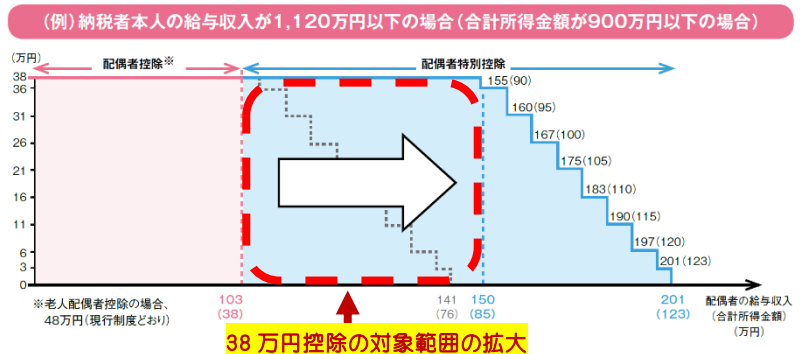 （例）納税者本人の給与収入が1,120万円以下の場合（合計所得金額が900万円以下の場合）
（万円）
配偶者控除※
配偶者特別控除
38
36
31
26
21
16
11
6
3
0
155(90)
160(95)
167(100)
175(105)
183(110)
190(115)
197(120)
201(123)
※老人配偶者控除の場合、
48万円（現行制度どおり）
103
(38)
141
(76)
150
(85)
201
(123)
配偶者の給与収入
（合計所得金額）
（万円）
38万円控除の対象範囲の拡大